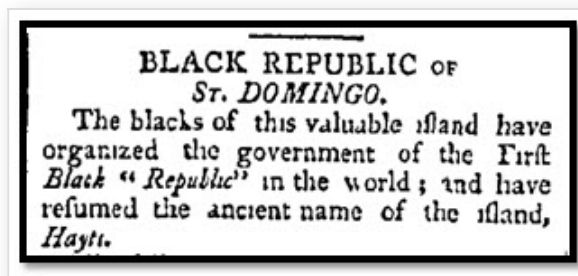 BLACK REPUBLIC OF
ST. DOMINGO.
The blacks of this valuable iſland have
organized the government of the Firſt
Black “Republic” in the world; and have
reſumed the ancient name of the iſland,
Hayti.